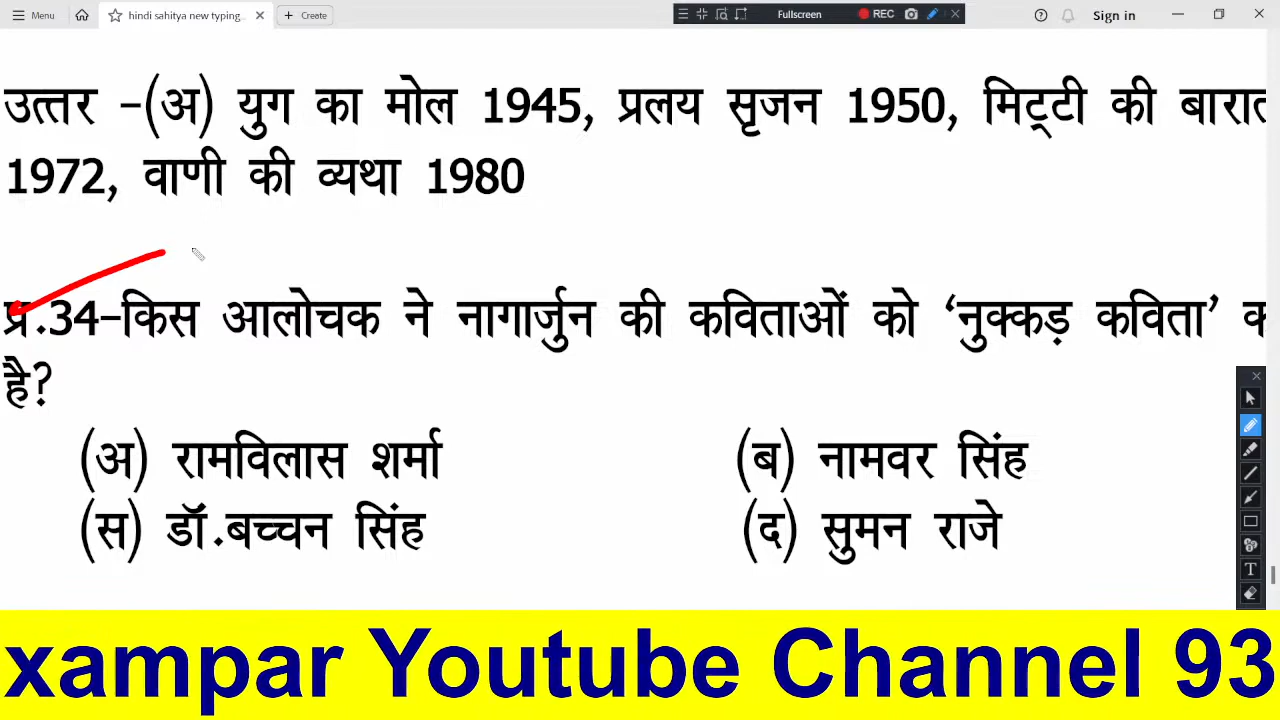 Menu hindi sahitya new typing... Create Fullscreen REC Sign in
उत्तर -(अ) युग का मोल 1945, प्रलय सृजन 1950, मिट्टी की बारात
1972, वाणी की व्यथा 1980
प्र.34-किस आलोचक ने नागार्जुन की कविताओं को ‘नुक्कड़ कविता’
है?
(अ) रामविलास शर्मा (ब) नामवर सिंह
(स) डॉ.बच्चन सिंह (द) सुमन राजे
xampar Youtube Channel 93